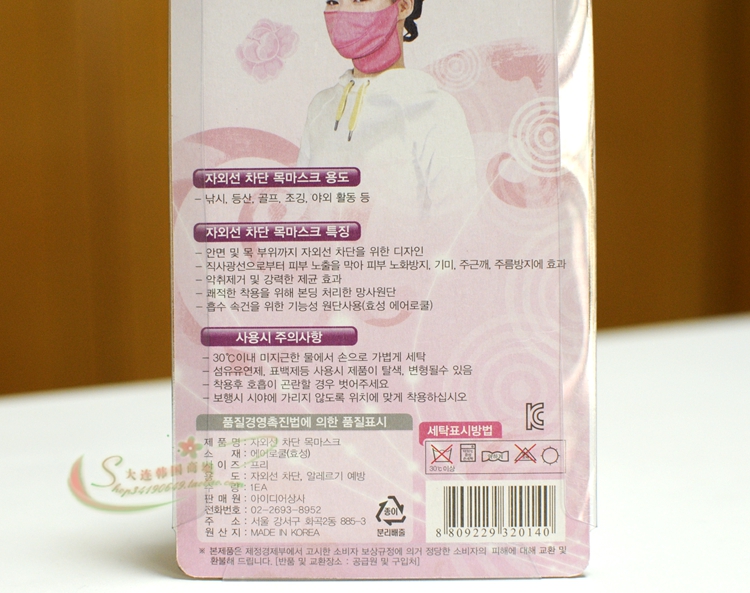 자외선 차단 목마스크 용도
- 낚시, 등산, 골프, 조깅, 야외 활동 등
자외선 차단 목마스크 특징
- 안면 및 목 부위까지 자외선 차단을 위한 디자인
- 직사광선으로부터 피부 노출을 막아 피부 노화방지, 기미, 주근깨, 주름방지에 효과
- 악취제거 및 강력한 제균 효과
- 쾌적한 착용을 위해 본딩 처리한 망사원단
- 흡수 속건을 위한 기능성 원단사용(효성 에어로쿨)
사용시 주의사항
- 30℃이내 미지근한 물에서 손으로 가볍게 세탁
- 섬유유연제, 표백제등 사용시 제품이 탈색, 변형될수 있음
- 착용후 호흡이 곤란할 경우 벗어주세요
- 보행시 시야에 가리지 않도록 위치에 맞게 착용하십시오
품질경영촉진법에 의한 품질표시
제 품 명 : 자외선 차단 목마스크
소 재 : 에어로쿨(효성)
이 즈 : 프리
도 : 자외선 차단, 알레르기 예방
량 : 1EA
판 매 원 : 아이디어상사
전화번호 : 02-2693-8952
주 소 : 서울 강서구 화곡2동 885-3
원 산 지 : MADE IN KOREA
종이
분리배출
세탁표시방법
30℃이상
8 809229 320140
※ 본제품은 재정경제부에서 고시한 소비자 보상규정에 의거 정당한 소비자의 피해에 대해 교환 및
환불해 드립니다. [반품 및 교환장소 : 공급원 및 구입처]
大连韩国商